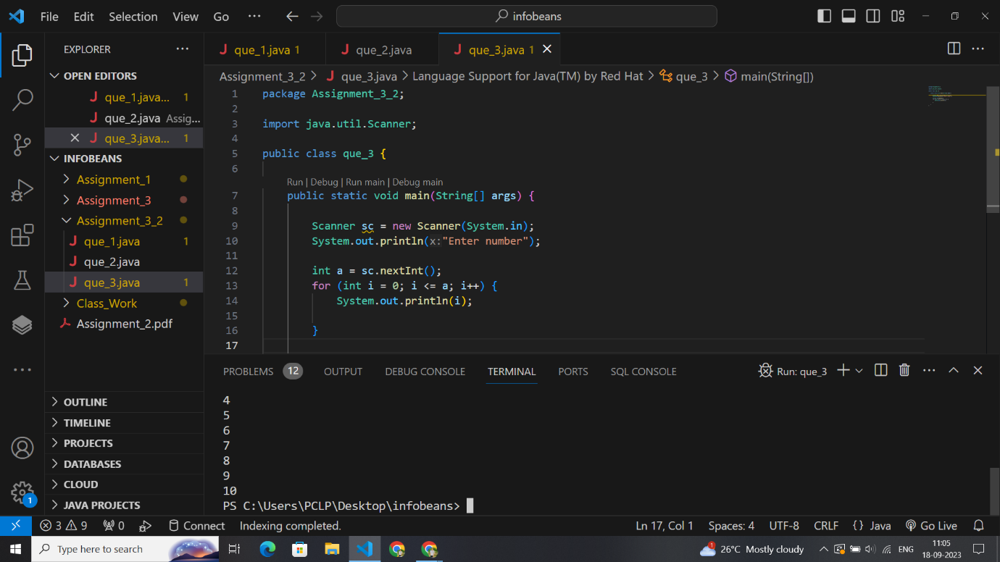 File Edit Selection View Go ··· infobeans
EXPLORER ···
OPEN EDITORS
que_1.java... 1
que_2.java Assig...
que_3.java... 1
INFOBEANS
Assignment_1
Assignment_3
Assignment_3_2
que_1.java 1
que_2.java
que_3.java 1
Class_Work
Assignment_2.pdf
OUTLINE
TIMELINE
PROJECTS
DATABASES
CLOUD
JAVA PROJECTS
1
que_1.java 1 que_2.java que_3.java 1
Assignment_3_2 > que_3.java > Language Support for Java(TM) by Red Hat > que_3 > main(String[])
1 package Assignment_3_2;
2
3 import java.util.Scanner;
4
5 public class que_3 {
6
Run | Debug | Run main | Debug main
7 public static void main(String[] args) {
8
9 Scanner sc = new Scanner(System.in);
10 System.out.println(x:"Enter number");
11
12 int a = sc.nextInt();
13 for (int i = 0; i <= a; i++) {
14 System.out.println(i);
15
16 }
17
PROBLEMS 12 OUTPUT DEBUG CONSOLE TERMINAL PORTS SQL CONSOLE Run: que_3
4
5
6
7
8
9
10
PS C:\Users\PCLP\Desktop\infobeans>
3 9 0 Connect Indexing completed. Ln 17, Col 1 Spaces: 4 UTF-8 CRLF {} Java Go Live
Type here to search 1 26°C Mostly cloudy ENG 11:05
18-09-2023